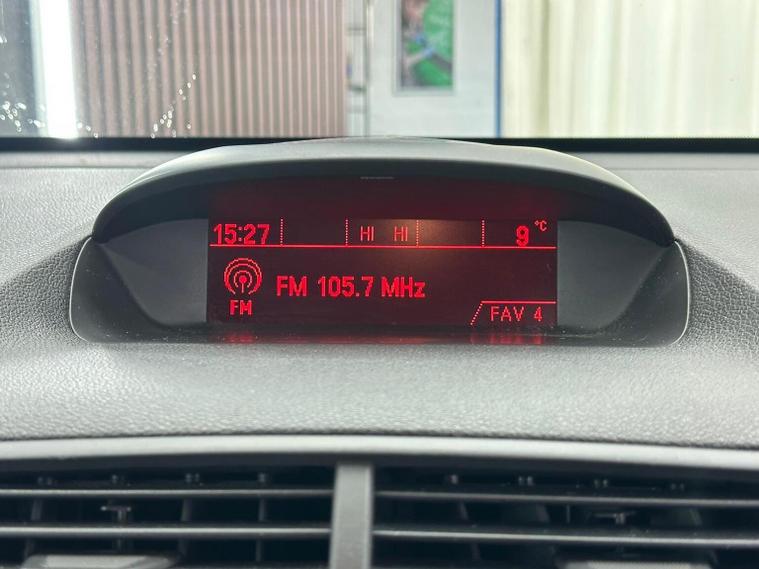 15:27 HI HI 9 °C
FM 105.7 MHz
FM
FAV 4